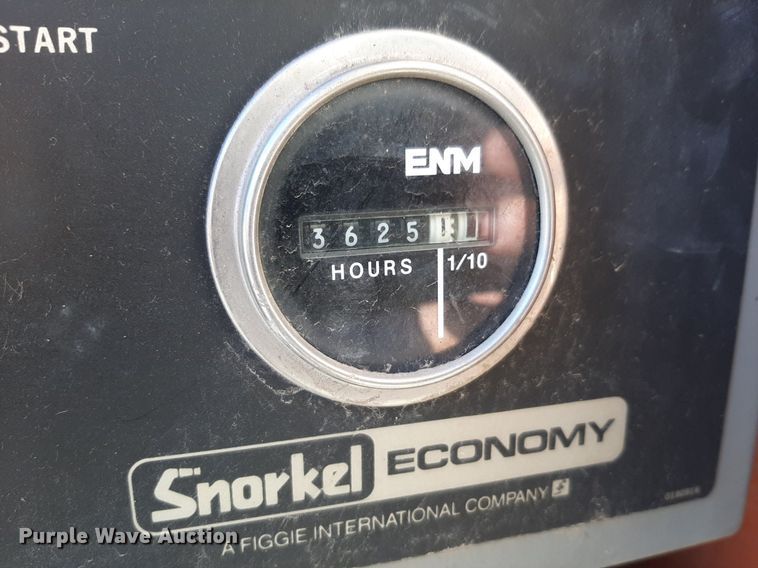 START
ENM
3625
HOURS 1/10
Snorkel ECONOMY
A FIGGIE INTERNATIONAL COMPANY
Purple Wave Auction